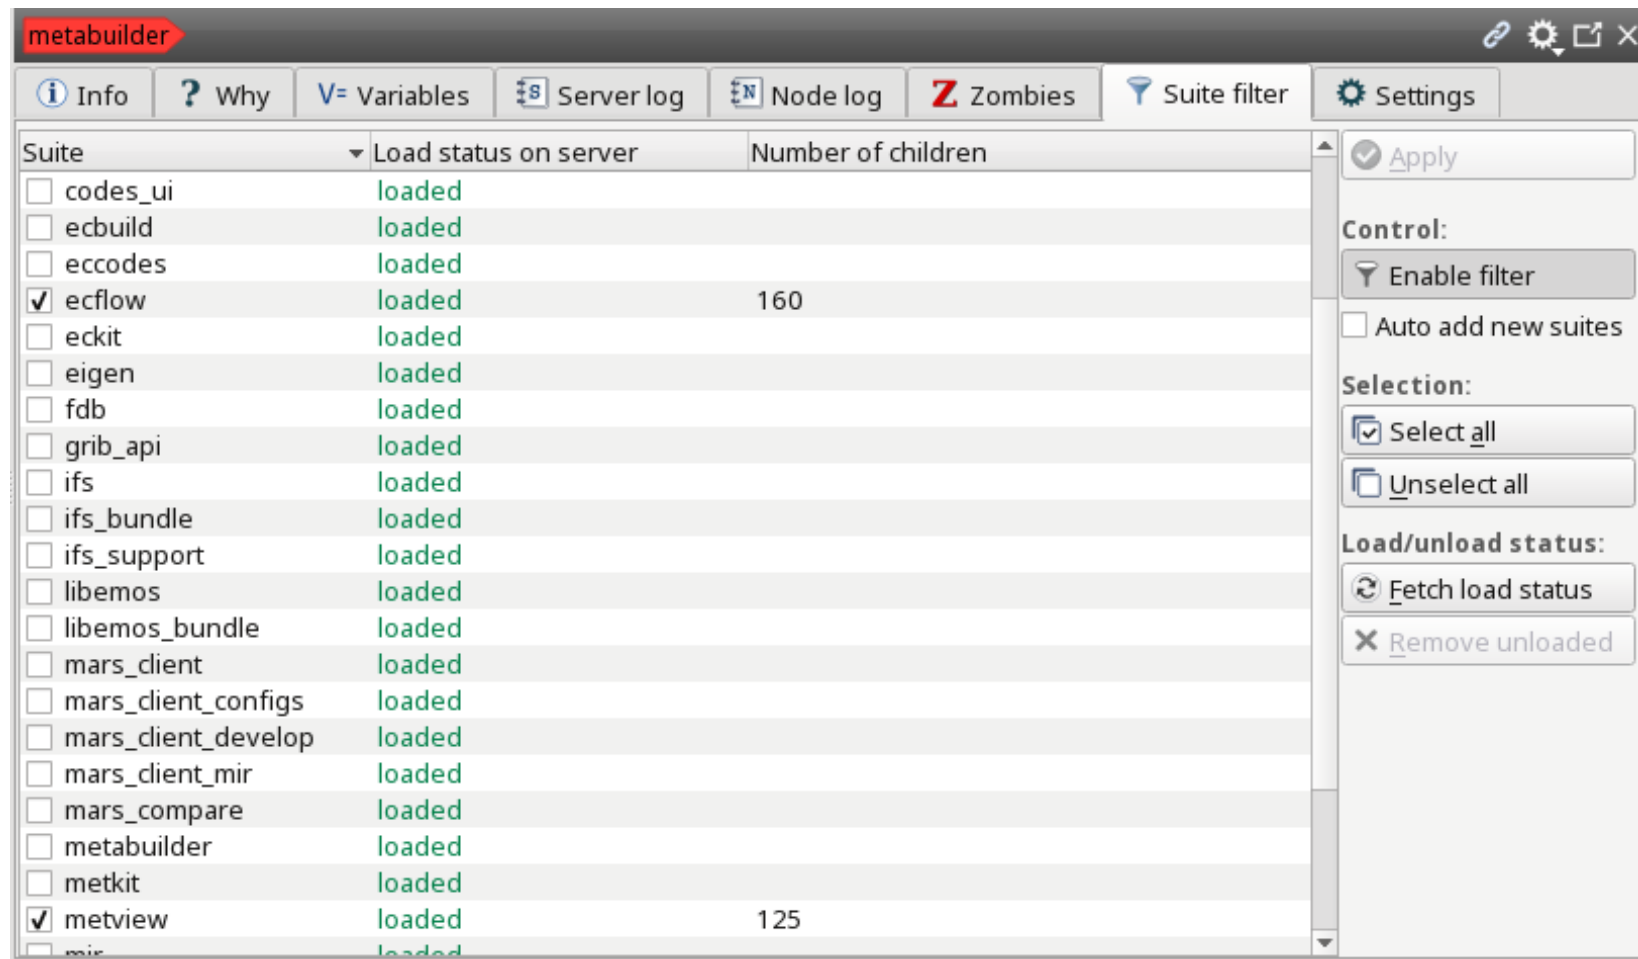 metabuilder
Info Why V= Variables S Server log N Node log Z Zombies Suite filter Settings
Suite Load status on server Number of children
codes_ui loaded
ecbuild loaded
eccodes loaded
ecflow loaded 160
eckit loaded
eigen loaded
fdb loaded
grib_api loaded
ifs loaded
ifs_bundle loaded
ifs_support loaded
libemos loaded
libemos_bundle loaded
mars_client loaded
mars_client_configs loaded
mars_client_develop loaded
mars_client_mir loaded
mars_compare loaded
metabuilder loaded
metkit loaded
metview loaded 125
mir loaded
Apply
Control:
Enable filter
Auto add new suites
Selection:
Select all
Unselect all
Load/unload status:
Fetch load status
Remove unloaded